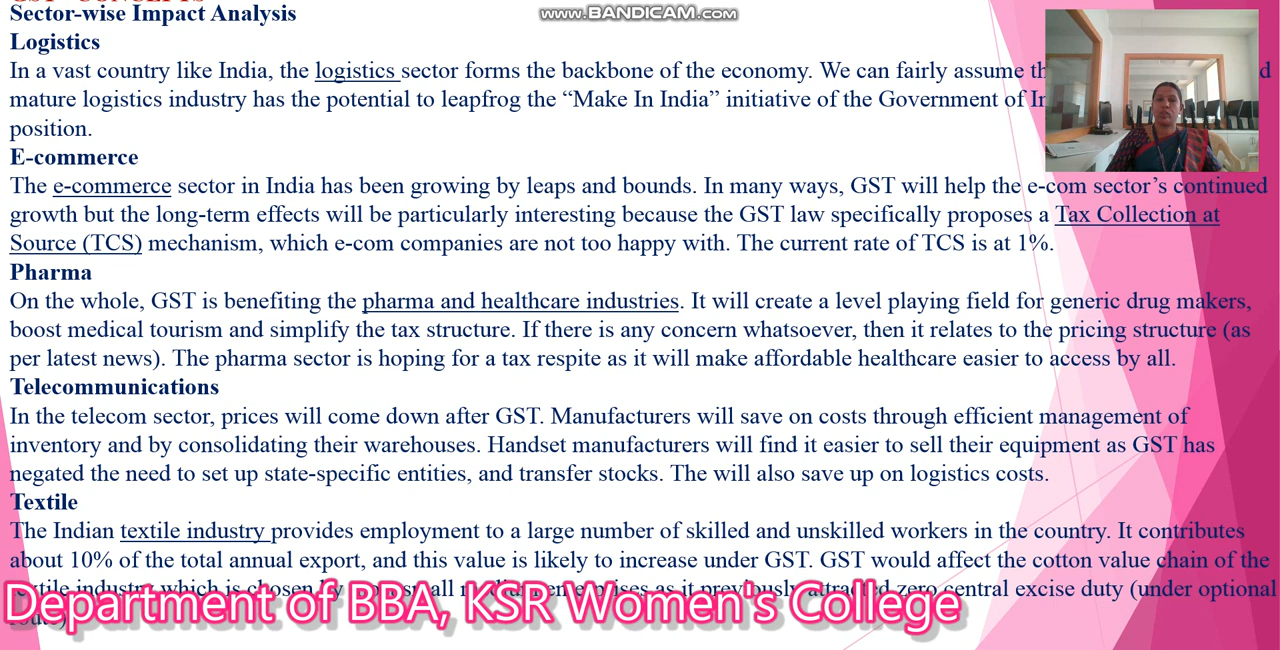 GST - CONCEPTS
www.BANDICAM.com
Sector-wise Impact Analysis
Logistics
In a vast country like India, the logistics sector forms the backbone of the economy. We can fairly assume th d
mature logistics industry has the potential to leapfrog the “Make In India” initiative of the Government of In
position.
E-commerce
The e-commerce sector in India has been growing by leaps and bounds. In many ways, GST will help the e-com sector’s continued
growth but the long-term effects will be particularly interesting because the GST law specifically proposes a Tax Collection at
Source (TCS) mechanism, which e-com companies are not too happy with. The current rate of TCS is at 1%.
Pharma
On the whole, GST is benefiting the pharma and healthcare industries. It will create a level playing field for generic drug makers,
boost medical tourism and simplify the tax structure. If there is any concern whatsoever, then it relates to the pricing structure (as
per latest news). The pharma sector is hoping for a tax respite as it will make affordable healthcare easier to access by all.
Telecommunications
In the telecom sector, prices will come down after GST. Manufacturers will save on costs through efficient management of
inventory and by consolidating their warehouses. Handset manufacturers will find it easier to sell their equipment as GST has
negated the need to set up state-specific entities, and transfer stocks. The will also save up on logistics costs.
Textile
The Indian textile industry provides employment to a large number of skilled and unskilled workers in the country. It contributes
about 10% of the total annual export, and this value is likely to increase under GST. GST would affect the cotton value chain of the
textile industry which is chosen by as it previously attracted zero central excise duty (under optional
Department of BBA, KSR Women's College